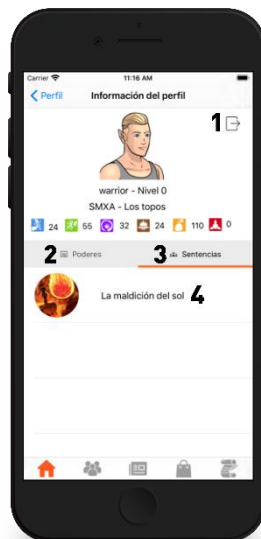 Carrier 11:16 AM
Perfil Información del perfil
1
warrior - Nivel 0
SMXA - Los topos
24 55 32 24 110 0
2 Poderes 3 Sentencias
La maldición del sol 4